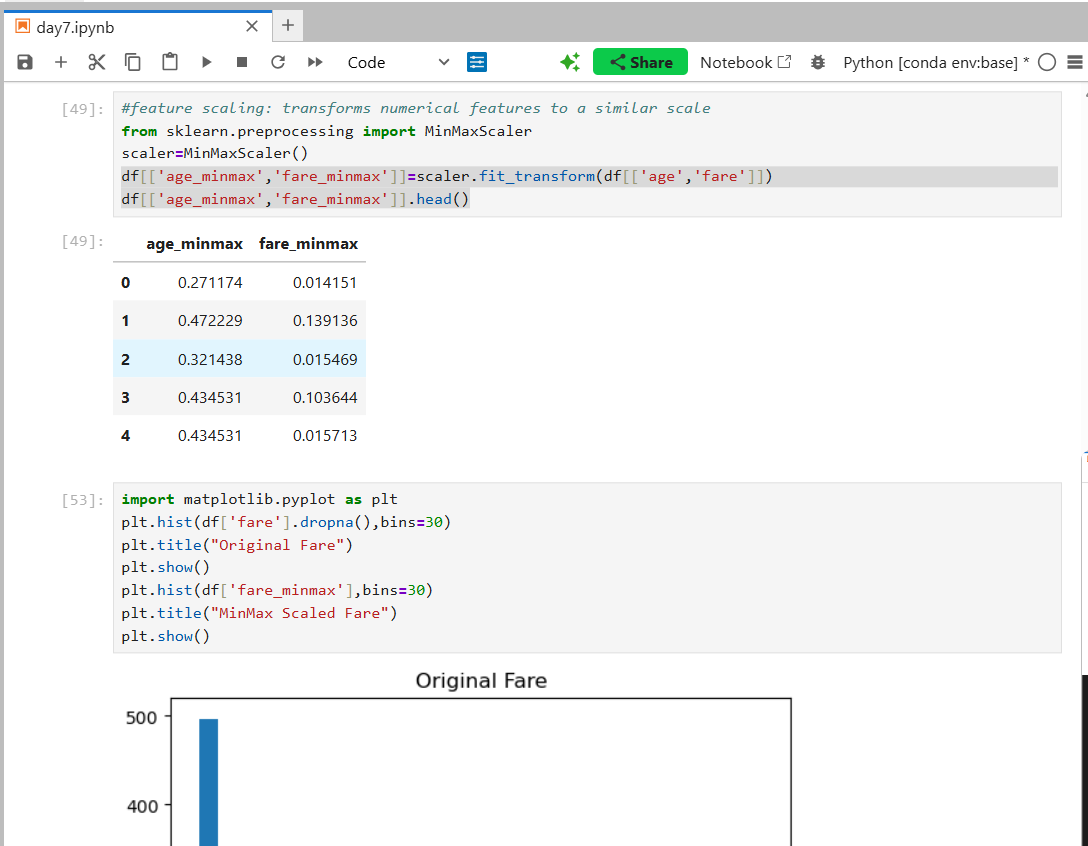 day7.ipynb
Code
Share
Notebook
Python [conda env:base] *
[49]:
#feature scaling: transforms numerical features to a similar scale
from sklearn.preprocessing import MinMaxScaler
scaler=MinMaxScaler()
df[['age_minmax','fare_minmax']]=scaler.fit_transform(df[['age','fare']])
df[['age_minmax','fare_minmax']].head()
[49]:
age_minmax fare_minmax
0 0.271174 0.014151
1 0.472229 0.139136
2 0.321438 0.015469
3 0.434531 0.103644
4 0.434531 0.015713
[53]:
import matplotlib.pyplot as plt
plt.hist(df['fare'].dropna(),bins=30)
plt.title("Original Fare")
plt.show()
plt.hist(df['fare_minmax'],bins=30)
plt.title("MinMax Scaled Fare")
plt.show()
Original Fare
500
400